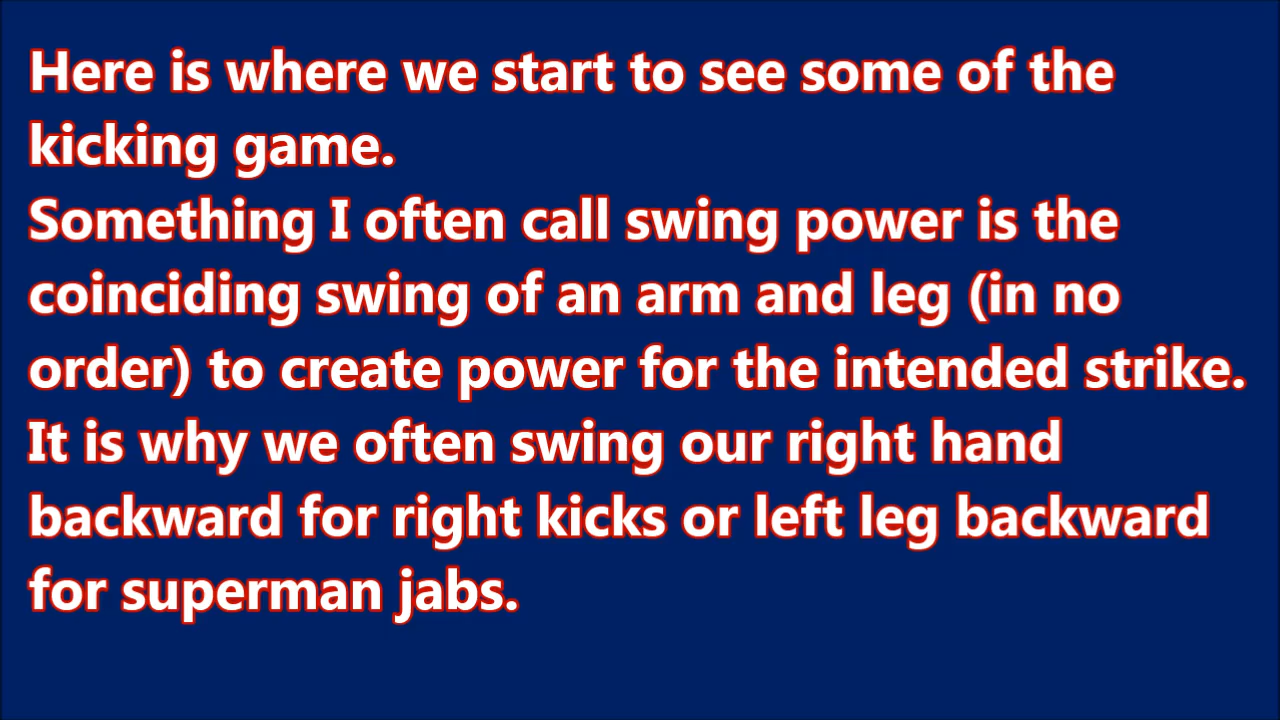 Here is where we start to see some of the
kicking game.
Something I often call swing power is the
coinciding swing of an arm and leg (in no
order) to create power for the intended strike.
It is why we often swing our right hand
backward for right kicks or left leg backward
for superman jabs.